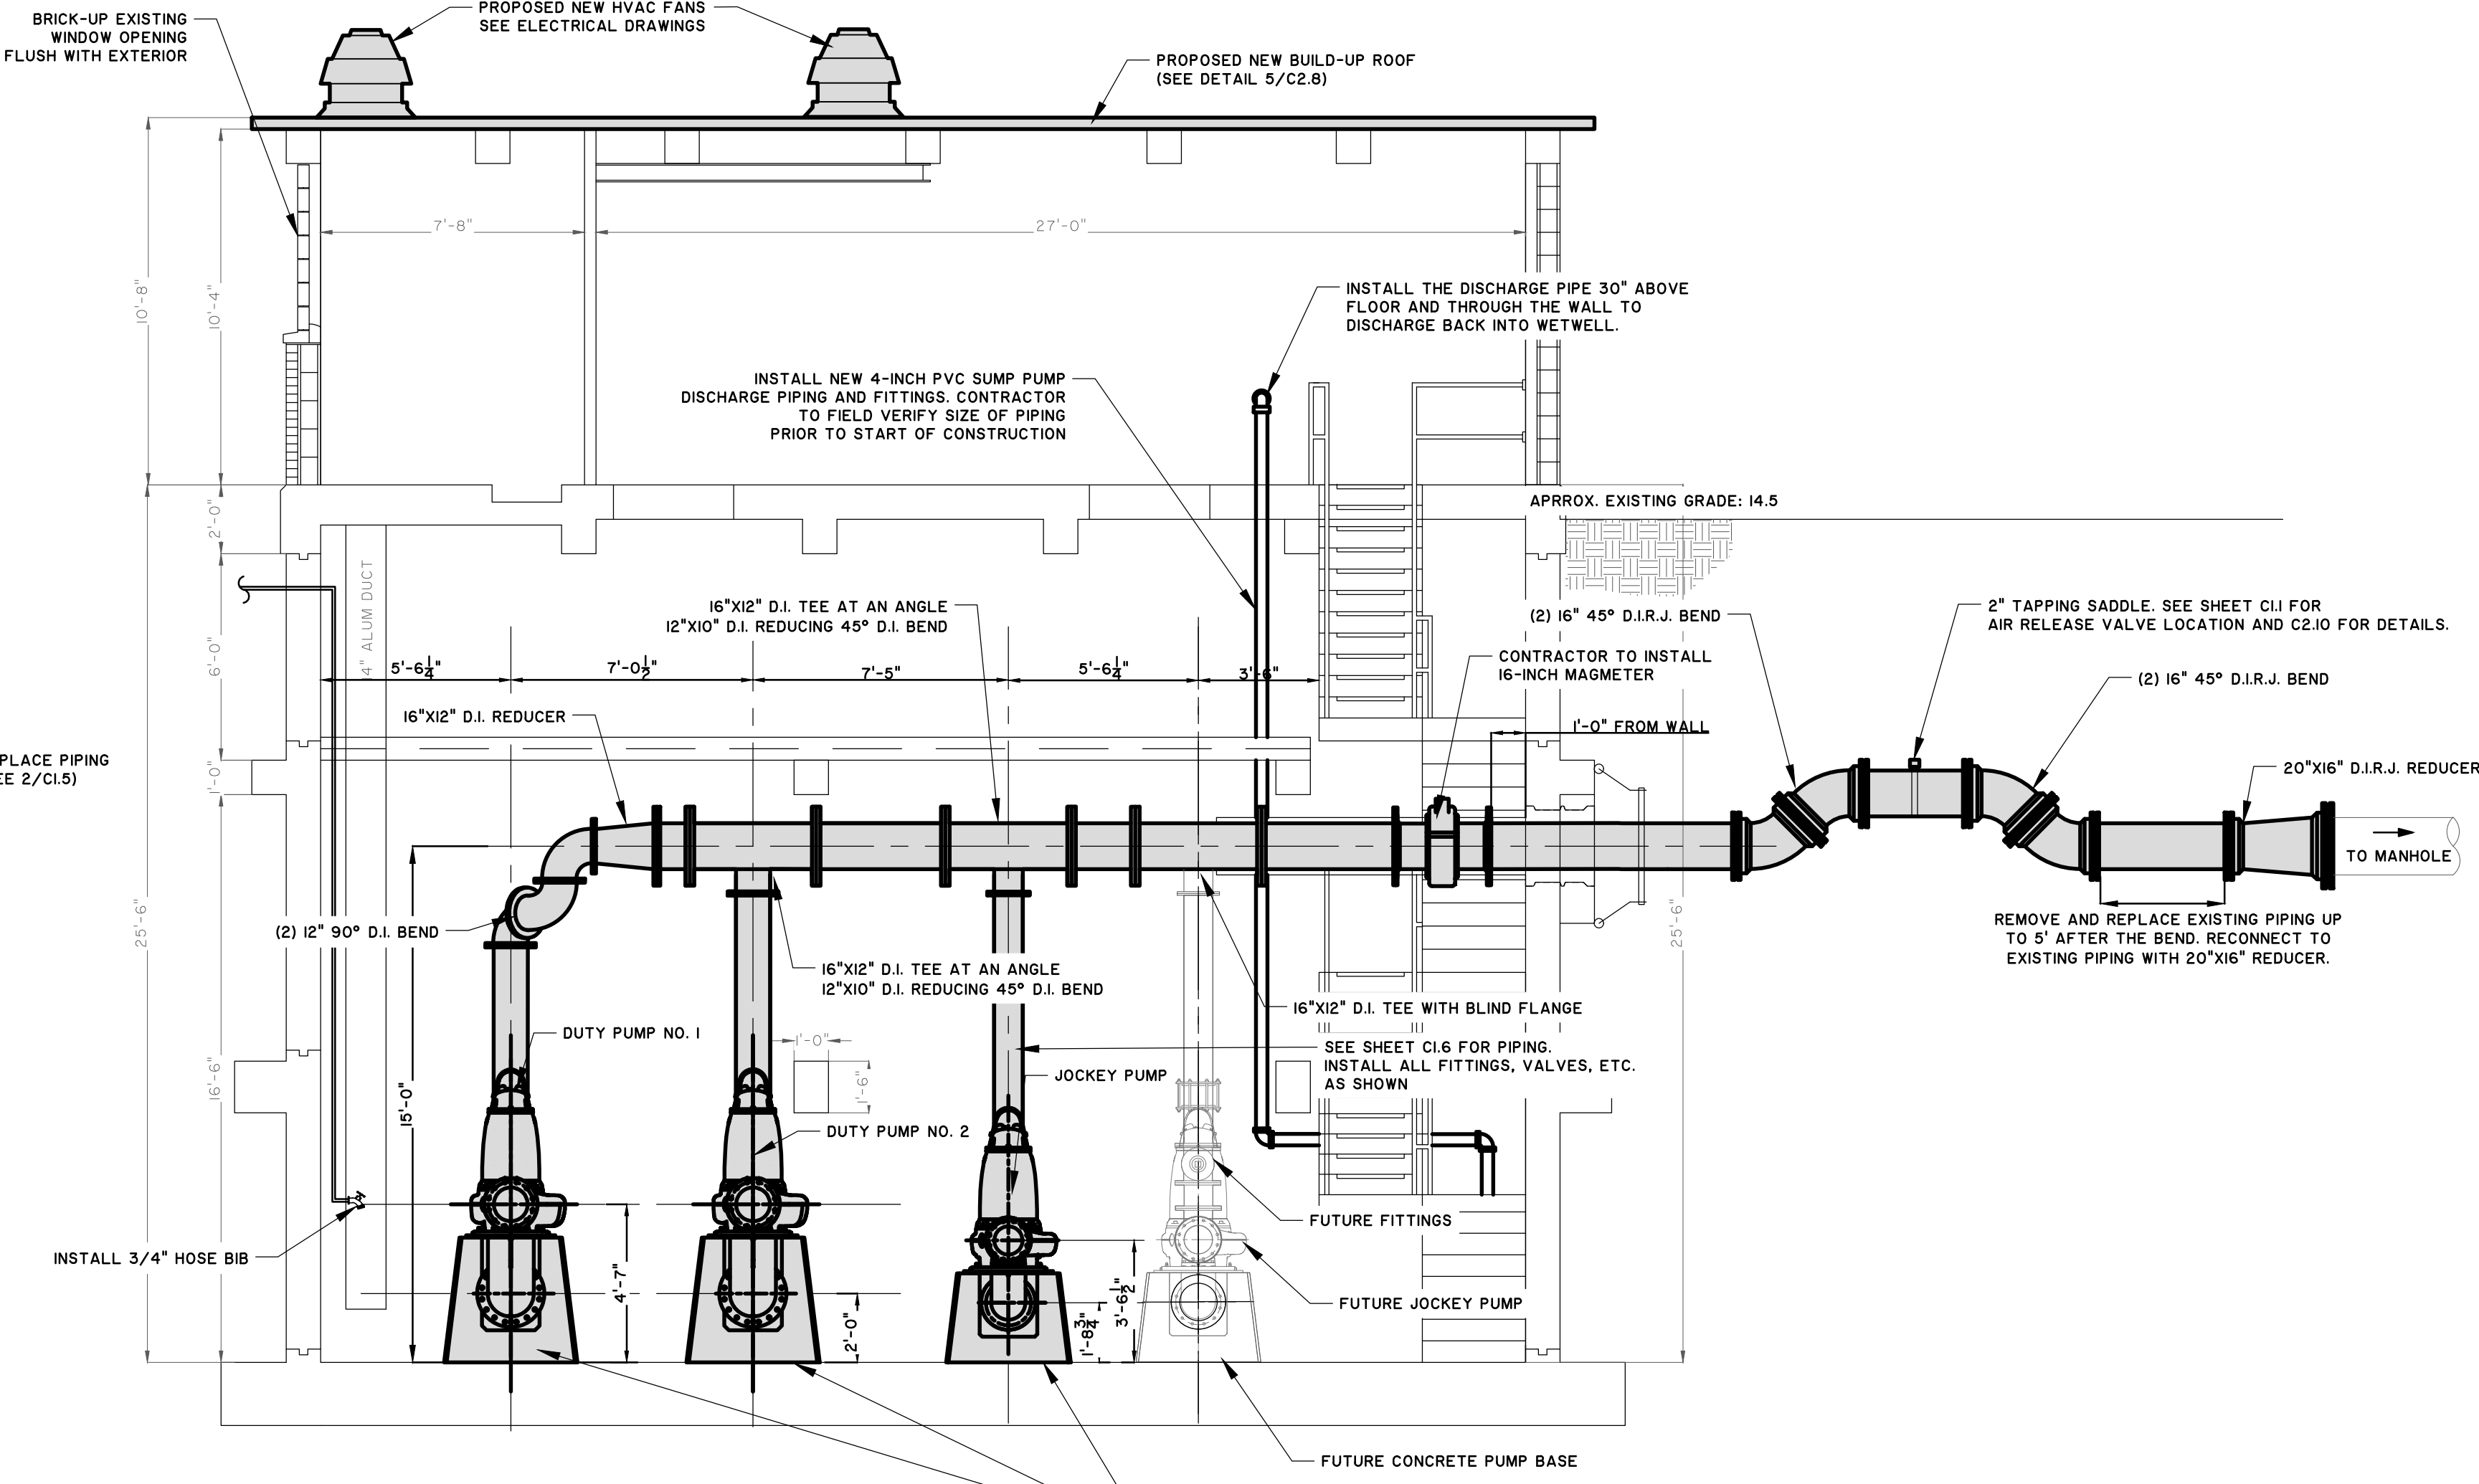 BRICK-UP EXISTING
WINDOW OPENING
FLUSH WITH EXTERIOR
PROPOSED NEW HVAC FANS
SEE ELECTRICAL DRAWINGS
PROPOSED NEW BUILD-UP ROOF
(SEE DETAIL 5/C2.8)
7'-8"
27'-0"
10'-8"
10'-4"
INSTALL THE DISCHARGE PIPE 30" ABOVE
FLOOR AND THROUGH THE WALL TO
DISCHARGE BACK INTO WETWELL.
INSTALL NEW 4-INCH PVC SUMP PUMP
DISCHARGE PIPING AND FITTINGS. CONTRACTOR
TO FIELD VERIFY SIZE OF PIPING
PRIOR TO START OF CONSTRUCTION
2'-0"
APRROX. EXISTING GRADE: 14.5
14" ALUM DUCT
16"X12" D.I. TEE AT AN ANGLE
12"X10" D.I. REDUCING 45° D.I. BEND
(2) 16" 45° D.I.R.J. BEND
2" TAPPING SADDLE. SEE SHEET C1.1 FOR
AIR RELEASE VALVE LOCATION AND C2.10 FOR DETAILS.
6'-0"
5'-6 1/4"
7'-0 1/2"
7'-5"
5'-6 1/4"
3'-6"
CONTRACTOR TO INSTALL
16-INCH MAGMETER
(2) 16" 45° D.I.R.J. BEND
16"X12" D.I. REDUCER
1'-0" FROM WALL
PLACE PIPING
EE 2/C1.5)
1'-0"
20"X16" D.I.R.J. REDUCER
TO MANHOLE
25'-6"
(2) 12" 90° D.I. BEND
25'-6"
REMOVE AND REPLACE EXISTING PIPING UP
TO 5' AFTER THE BEND. RECONNECT TO
EXISTING PIPING WITH 20"X16" REDUCER.
16"X12" D.I. TEE AT AN ANGLE
12"X10" D.I. REDUCING 45° D.I. BEND
16"X12" D.I. TEE WITH BLIND FLANGE
DUTY PUMP NO. 1
1'-0"
SEE SHEET C1.6 FOR PIPING.
INSTALL ALL FITTINGS, VALVES, ETC.
AS SHOWN
16'-6"
15'-0"
1'-6"
JOCKEY PUMP
DUTY PUMP NO. 2
FUTURE FITTINGS
INSTALL 3/4" HOSE BIB
4'-7"
2'-0"
1'-8 3/4"
3'-6 1/2"
FUTURE JOCKEY PUMP
FUTURE CONCRETE PUMP BASE